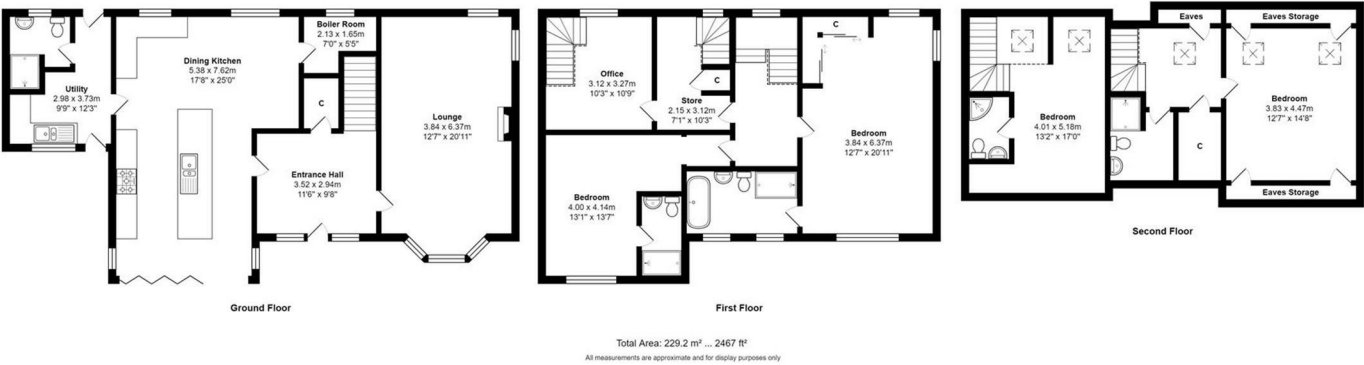 Boiler Room
2.13 x 1.65m
7'0" x 5'5"
Dining Kitchen
5.38 x 7.62m
17'8" x 25'0"
Utility
2.98 x 3.73m
9'9" x 12'3"
C
Lounge
3.84 x 6.37m
12'7" x 20'11"
Entrance Hall
3.52 x 2.94m
11'6" x 9'8"
Ground Floor
C
Office
3.12 x 3.27m
10'3" x 10'9"
C
Store
2.15 x 3.12m
7'1" x 10'3"
Bedroom
3.84 x 6.37m
12'7" x 20'11"
Bedroom
4.00 x 4.14m
13'1" x 13'7"
First Floor
Eaves
Eaves Storage
Bedroom
4.01 x 5.18m
13'2" x 17'0"
Bedroom
3.83 x 4.47m
12'7" x 14'8"
C
Eaves Storage
Second Floor
Total Area: 229.2 m² ... 2467 ft²
All measurements are approximate and for display purposes only